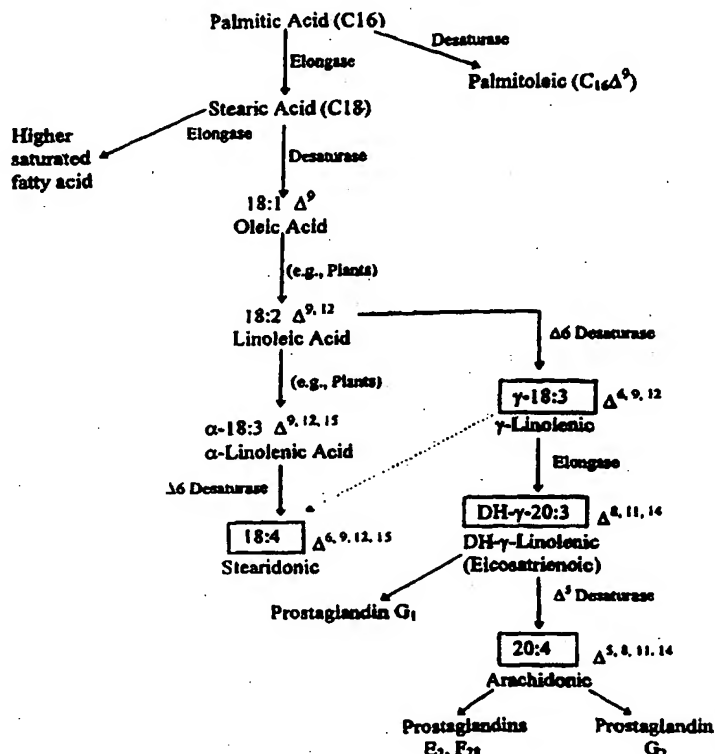 Palmitic Acid (C16)
Desaturase
Elongase
Palmitoleic (C₁₆Δ⁹)
Stearic Acid (C18)
Elongase
Higher
saturated
fatty acid
Desaturase
18:1 Δ⁹
Oleic Acid
(e.g., Plants)
18:2 Δ⁹, ¹²
Linoleic Acid
Δ6 Desaturase
(e.g., Plants)
γ-18:3 Δ⁶, ⁹, ¹²
γ-Linolenic
α-18:3 Δ⁹, ¹², ¹⁵
α-Linolenic Acid
Elongase
Δ6 Desaturase
DH-γ-20:3 Δ⁸, ¹¹, ¹⁴
DH-γ-Linolenic
(Eicosatrienoic)
18:4 Δ⁶, ⁹, ¹², ¹⁵
Stearidonic
Δ⁵ Desaturase
Prostaglandin G₁
20:4 Δ⁵, ⁸, ¹¹, ¹⁴
Arachidonic
Prostaglandins
Prostaglandin